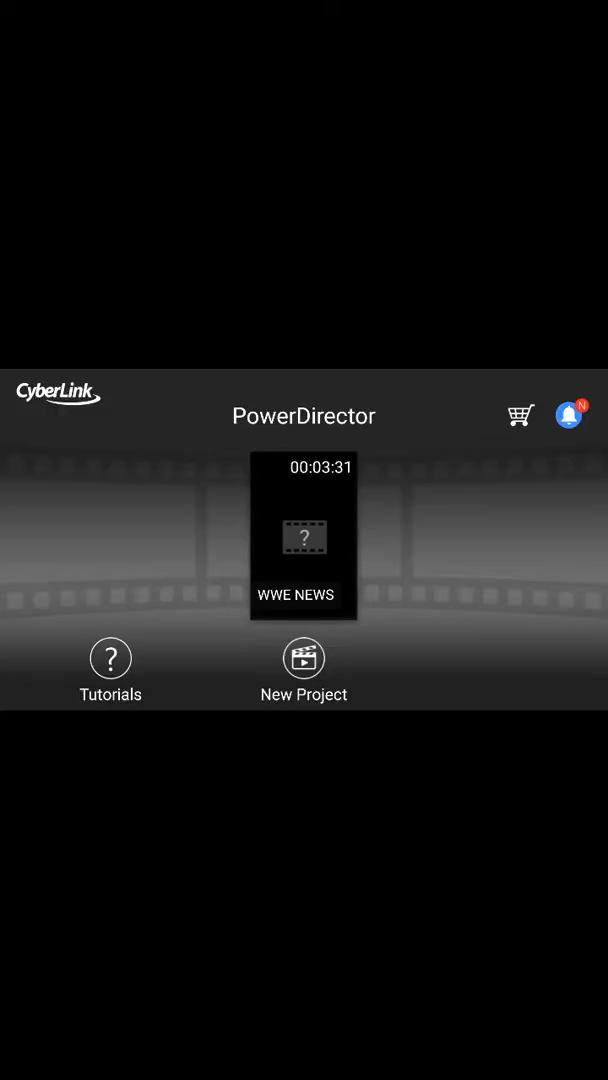 CyberLink
PowerDirector
N
00:03:31
?
WWE NEWS
?
Tutorials
New Project